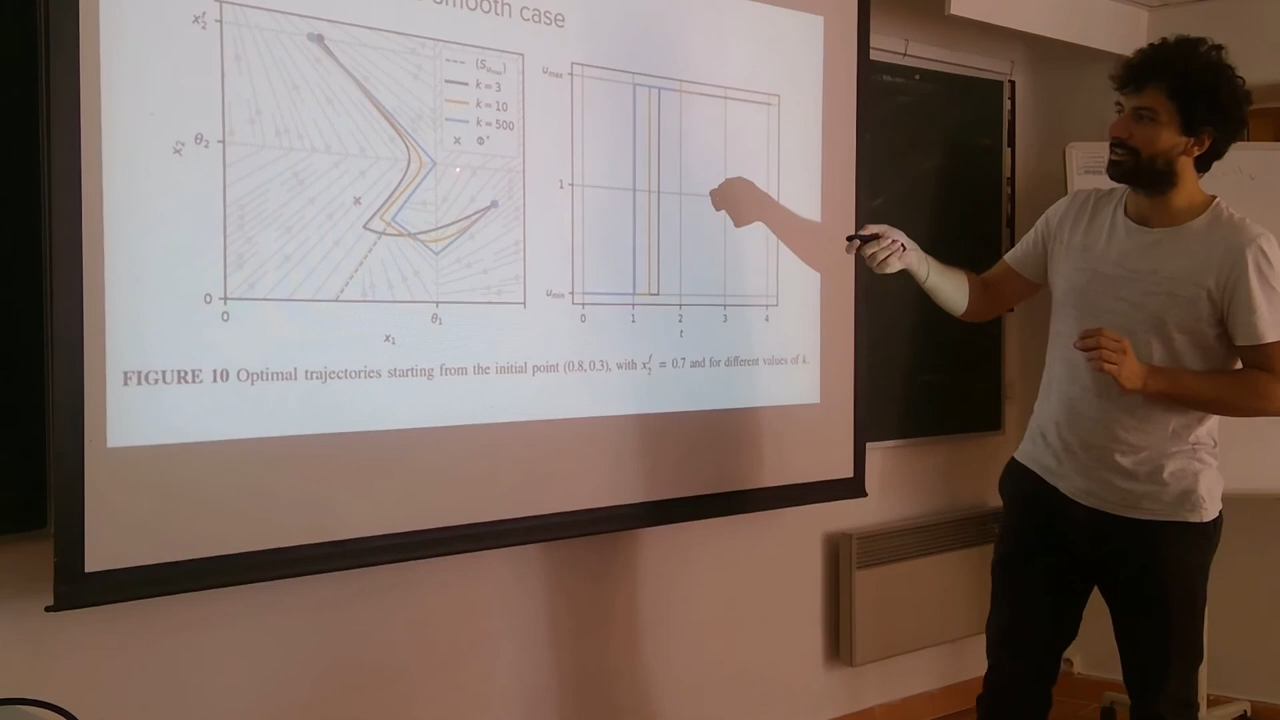 smooth case
x₂ᶠ
θ₂
x₂
0
0
θ₁
x₁
(S_{u_min})
k = 3
k = 10
k = 500
Φ*
u_max
1
u_min
0
1
2
3
4
t
FIGURE 10 Optimal trajectories starting from the initial point (0.8, 0.3), with x₂ᶠ = 0.7 and for different values of k.